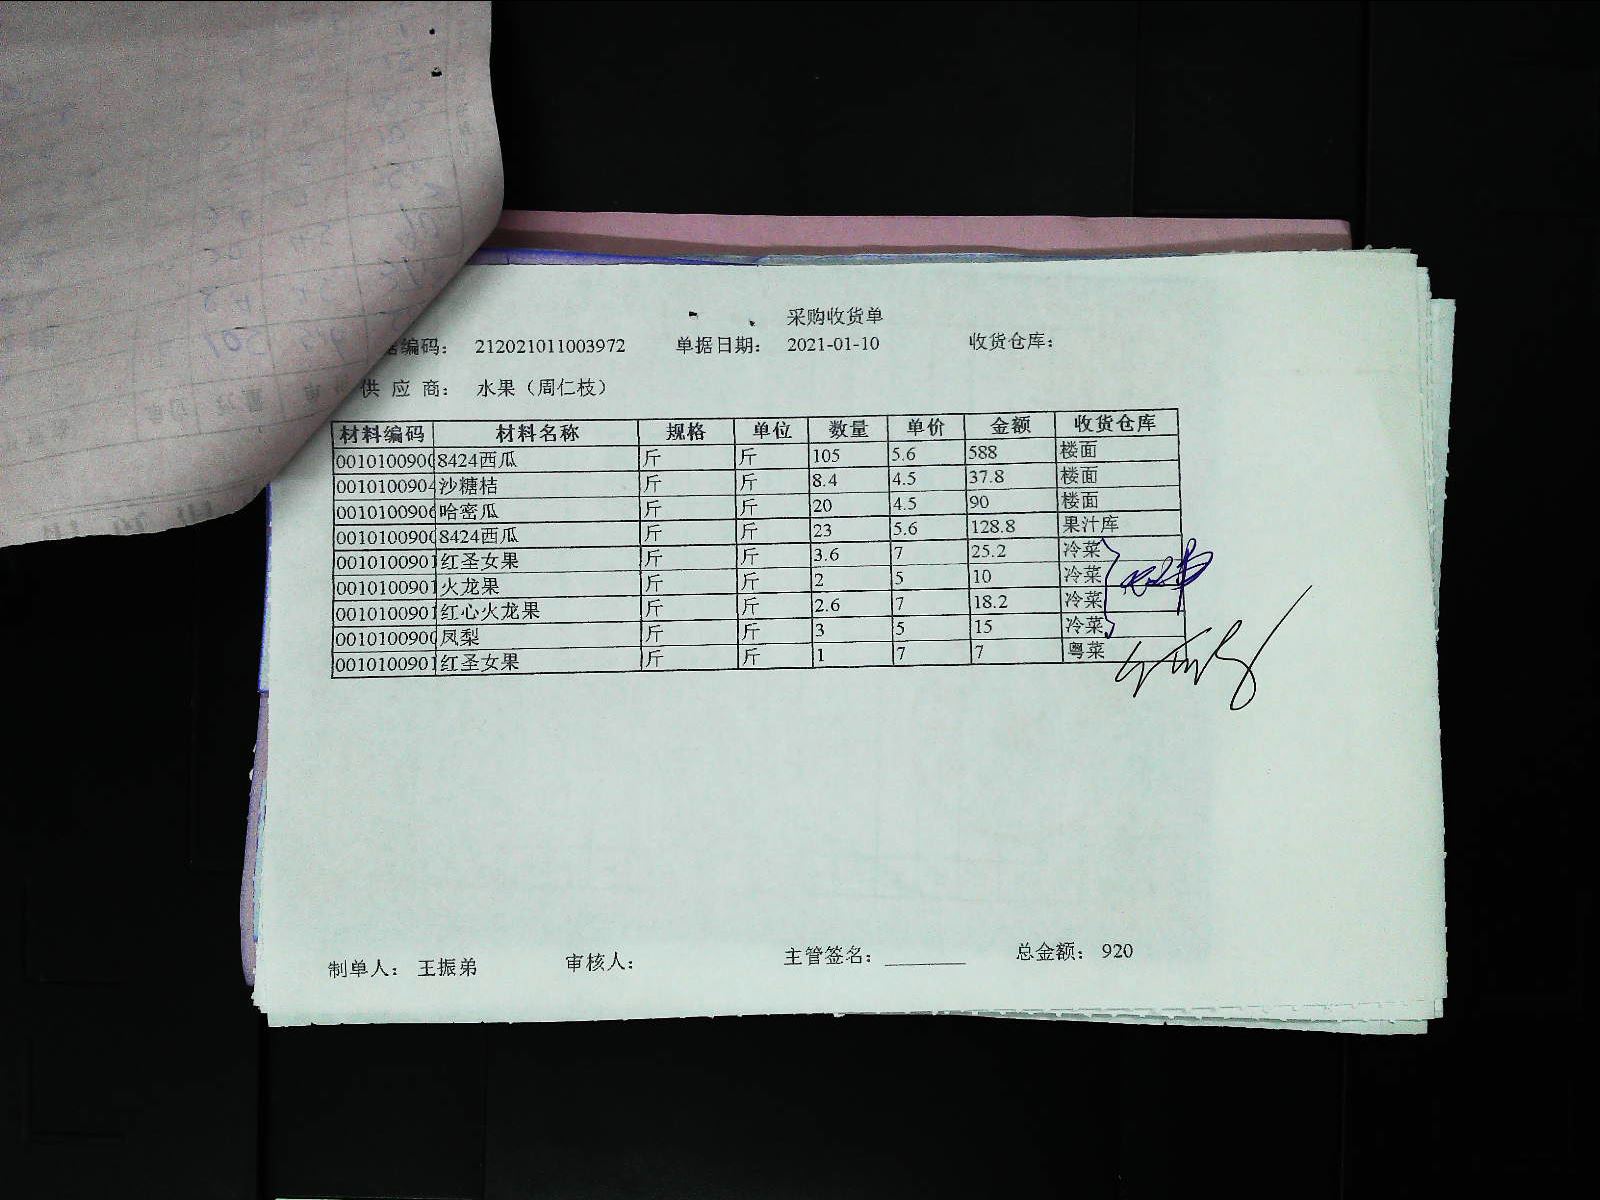 采购收货单
编码： 212021011003972 单据日期： 2021-01-10 收货仓库：
供 应 商： 水果（周仁枝）
材料编码 材料名称 规格 单位 数量 单价 金额 收货仓库
001010090 8424西瓜 斤 斤 105 5.6 588 楼面
0010100904 沙糖桔 斤 斤 8.4 4.5 37.8 楼面
001010090 哈密瓜 斤 斤 20 4.5 90 楼面
001010090 8424西瓜 斤 斤 23 5.6 128.8 果汁库
0010100901 红圣女果 斤 斤 3.6 7 25.2 冷菜
0010100901 火龙果 斤 斤 2 5 10 冷菜
0010100901 红心火龙果 斤 斤 2.6 7 18.2 冷菜
001010090 凤梨 斤 斤 3 5 15 冷菜
0010100901 红圣女果 斤 斤 1 7 7 粤菜
制单人： 王振弟 审核人： 主管签名： 总金额： 920